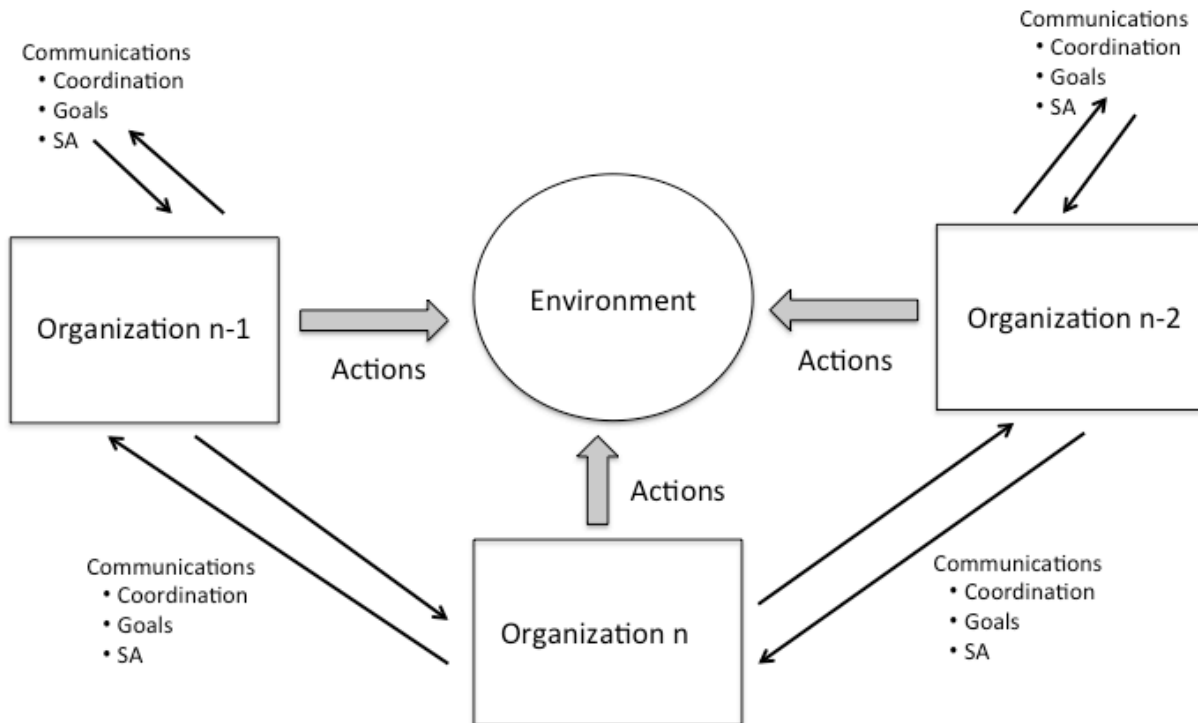 Communications
• Coordination
• Goals
• SA
Communications
• Coordination
• Goals
• SA
Organization n-1
Actions
Environment
Actions
Organization n-2
Actions
Communications
• Coordination
• Goals
• SA
Organization n
Communications
• Coordination
• Goals
• SA